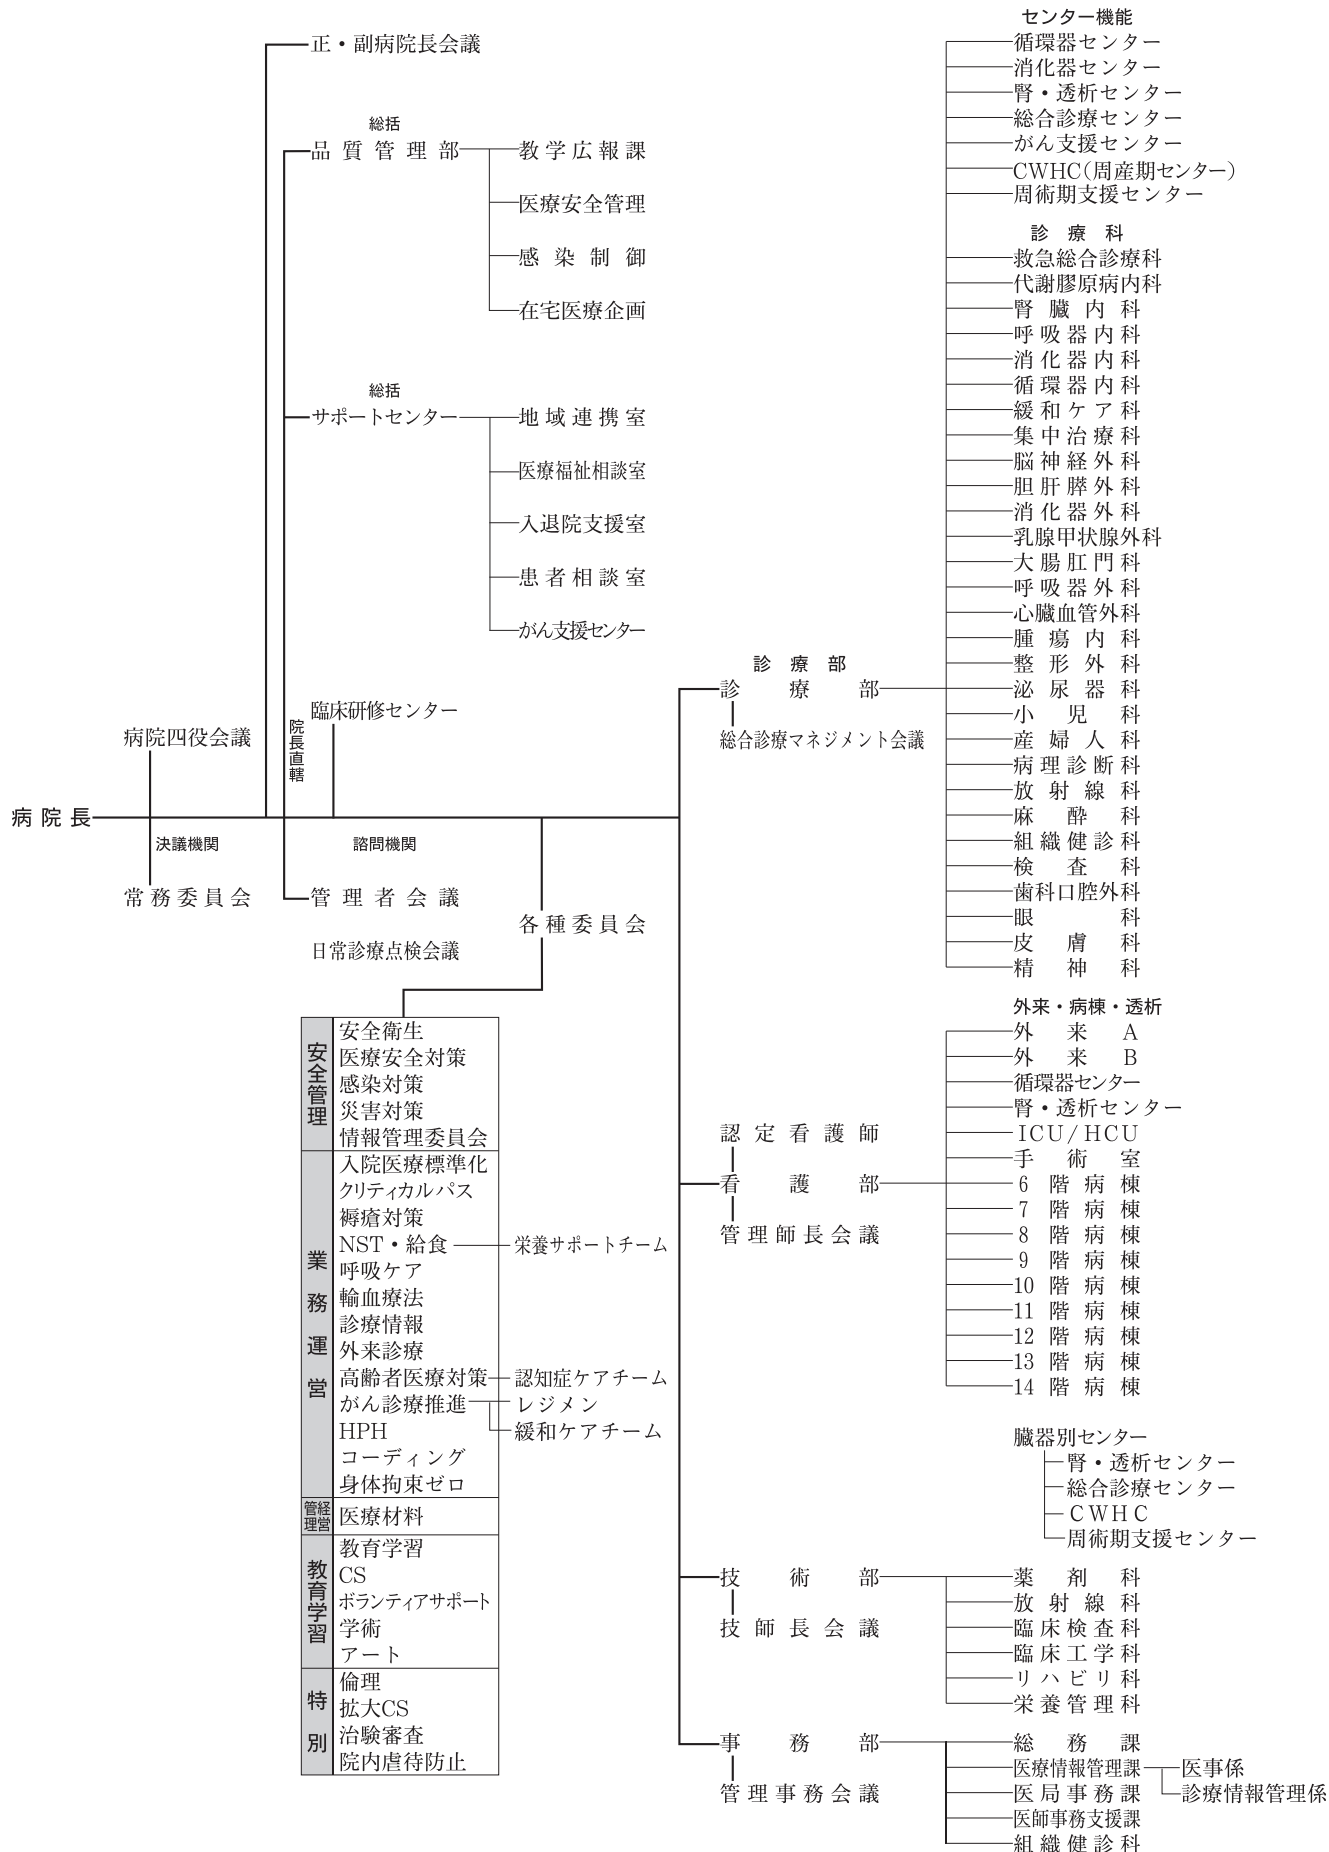 正・副病院長会議
総括
品質管理部
教学広報課
医療安全管理
感染制御
在宅医療企画
総括
サポートセンター
地域連携室
医療福祉相談室
入退院支援室
患者相談室
がん支援センター
臨床研修センター
院長直轄
病院四役会議
病院長
決議機関
諮問機関
常務委員会
管理者会議
日常診療点検会議
各種委員会
安全管理
安全衛生
医療安全対策
感染対策
災害対策
情報管理委員会
業務運営
入院医療標準化
クリティカルパス
褥瘡対策
NST・給食
栄養サポートチーム
呼吸ケア
輸血療法
診療情報
外来診療
高齢者医療対策
認知症ケアチーム
がん診療推進
レジメン
緩和ケアチーム
HPH
コーディング
身体拘束ゼロ
経営管理
医療材料
教育学習
教育学習
CS
ボランティアサポート
学術
アート
特別
倫理
拡大CS
治験審査
院内虐待防止
診療部
診療部
総合診療マネジメント会議
センター機能
循環器センター
消化器センター
腎・透析センター
総合診療センター
がん支援センター
CWHC（周産期センター）
周術期支援センター
診療科
救急総合診療科
代謝膠原病内科
腎臓内科
呼吸器内科
消化器内科
循環器内科
緩和ケア科
集中治療科
脳神経外科
胆肝膵外科
消化器外科
乳腺甲状腺外科
大腸肛門科
呼吸器外科
心臓血管外科
腫瘍内科
整形外科
泌尿器科
小児科
産婦人科
病理診断科
放射線科
麻酔科
組織健診科
検査科
歯科口腔外科
眼科
皮膚科
精神科
認定看護師
看護部
管理師長会議
外来・病棟・透析
外来A
外来B
循環器センター
腎・透析センター
ICU/HCU
手術室
6階病棟
7階病棟
8階病棟
9階病棟
10階病棟
11階病棟
12階病棟
13階病棟
14階病棟
臓器別センター
腎・透析センター
総合診療センター
CWHC
周術期支援センター
技術部
技師長会議
薬剤科
放射線科
臨床検査科
臨床工学科
リハビリ科
栄養管理科
事務部
管理事務会議
総務課
医療情報管理課
医事係
診療情報管理係
医局事務課
医師事務支援課
組織健診科